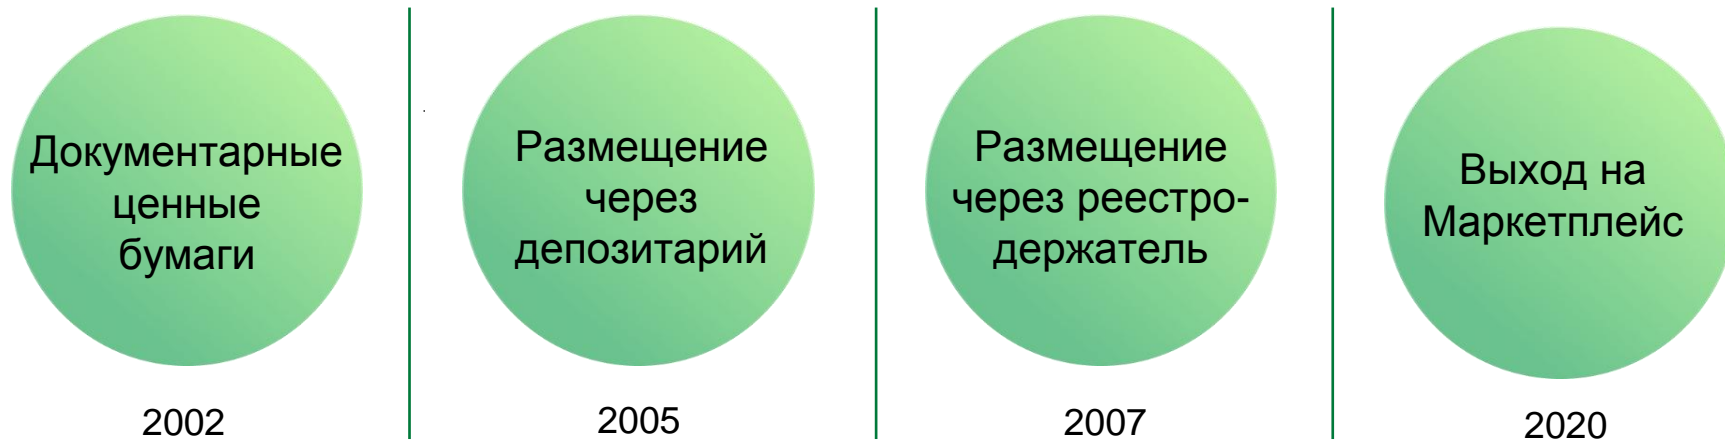 Документарные
ценные
бумаги
2002
Размещение
через
депозитарий
2005
Размещение
через реестро-
держатель
2007
Выход на
Маркетплейс
2020